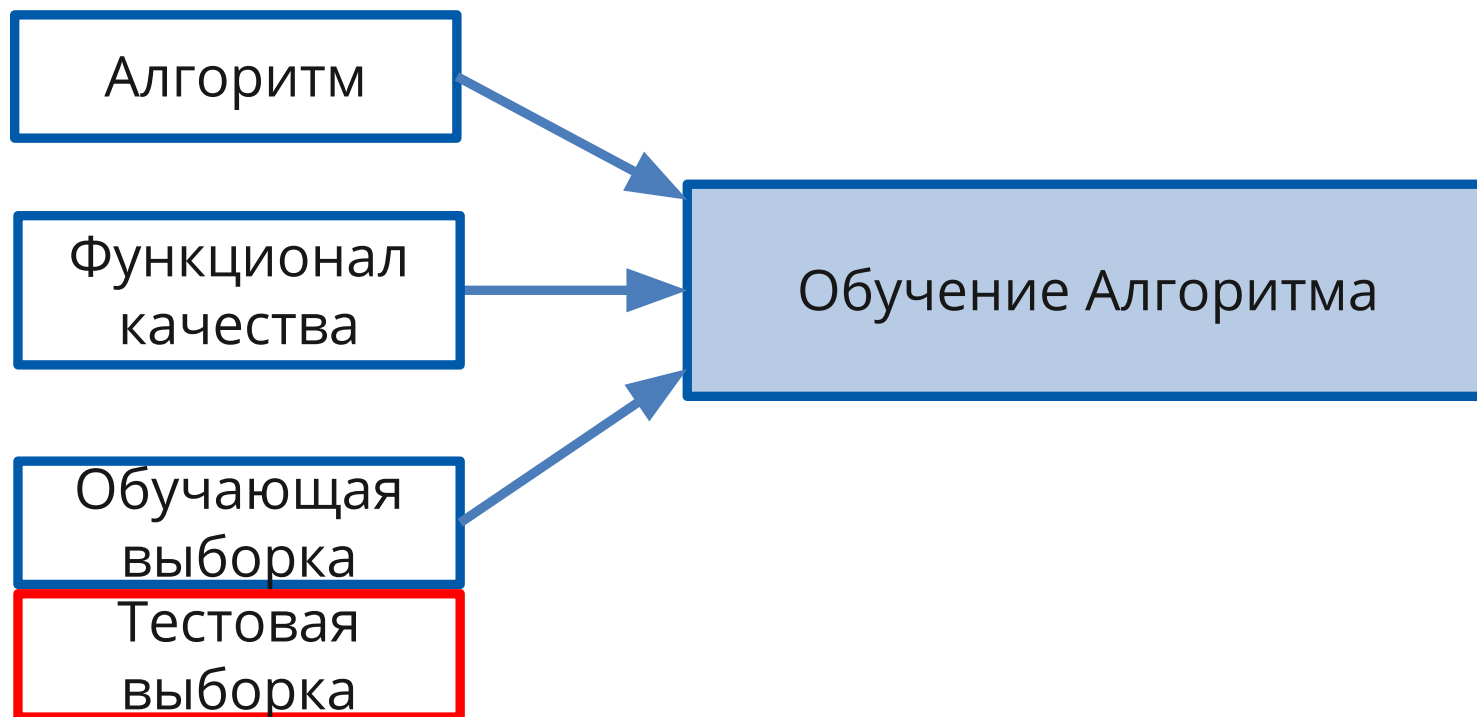 Алгоритм
Функционал
качества
Обучение Алгоритма
Обучающая
выборка
Тестовая
выборка